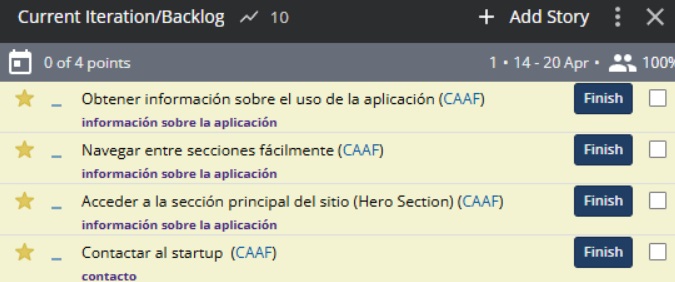 Current Iteration/Backlog 10 + Add Story
0 of 4 points 1 • 14 - 20 Apr • 100%
Obtener información sobre el uso de la aplicación (CAAF) Finish
información sobre la aplicación
Navegar entre secciones fácilmente (CAAF) Finish
información sobre la aplicación
Acceder a la sección principal del sitio (Hero Section) (CAAF) Finish
información sobre la aplicación
Contactar al startup (CAAF) Finish
contacto